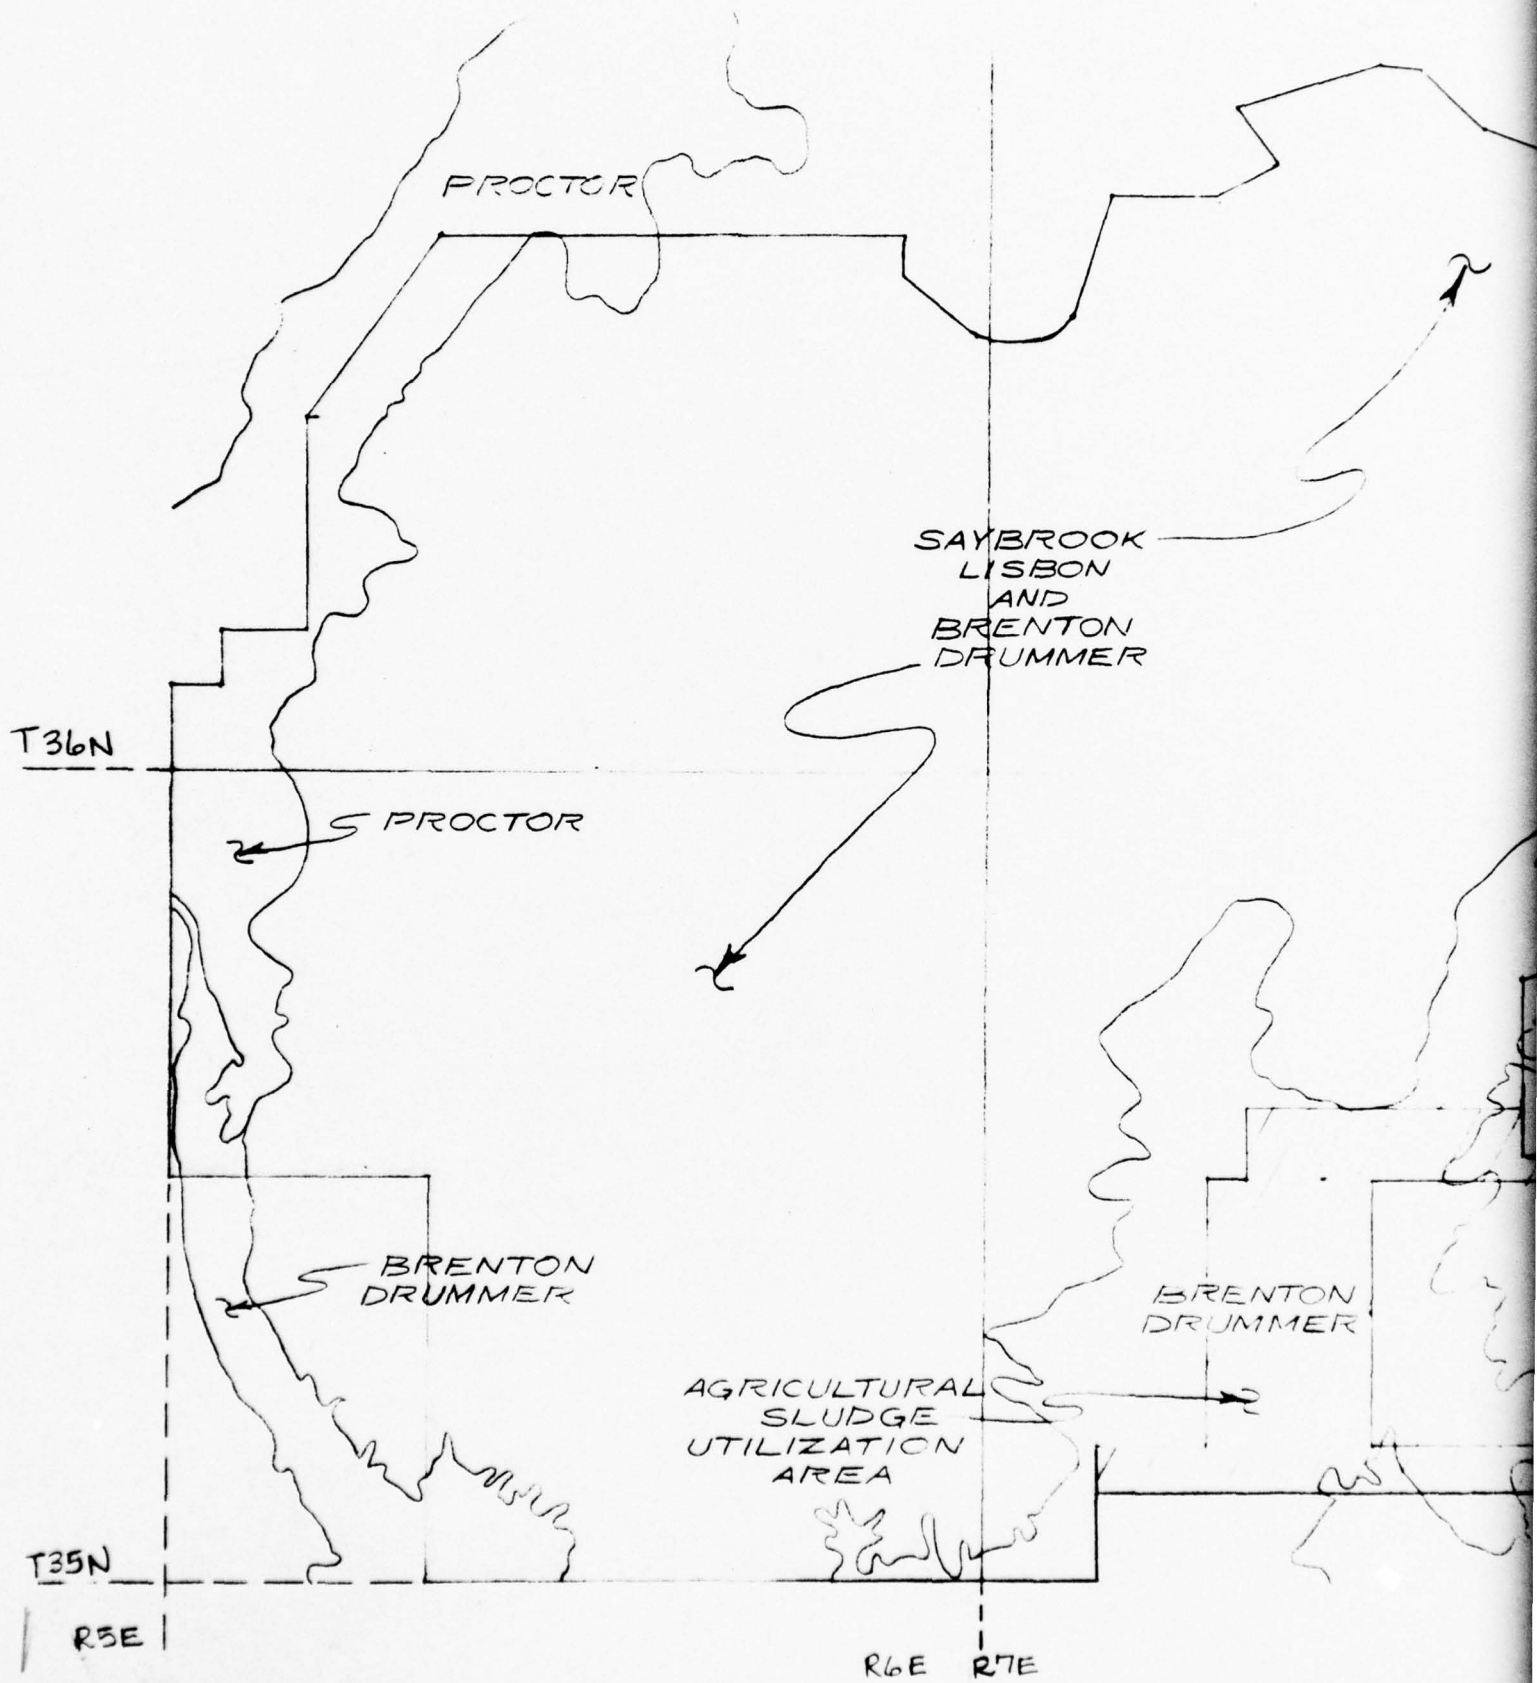 PROCTOR
SAYBROOK
LISBON
AND
BRENTON
DRUMMER
T36N
PROCTOR
BRENTON
DRUMMER
BRENTON
DRUMMER
AGRICULTURAL
SLUDGE
UTILIZATION
AREA
T35N
R5E
R6E R7E